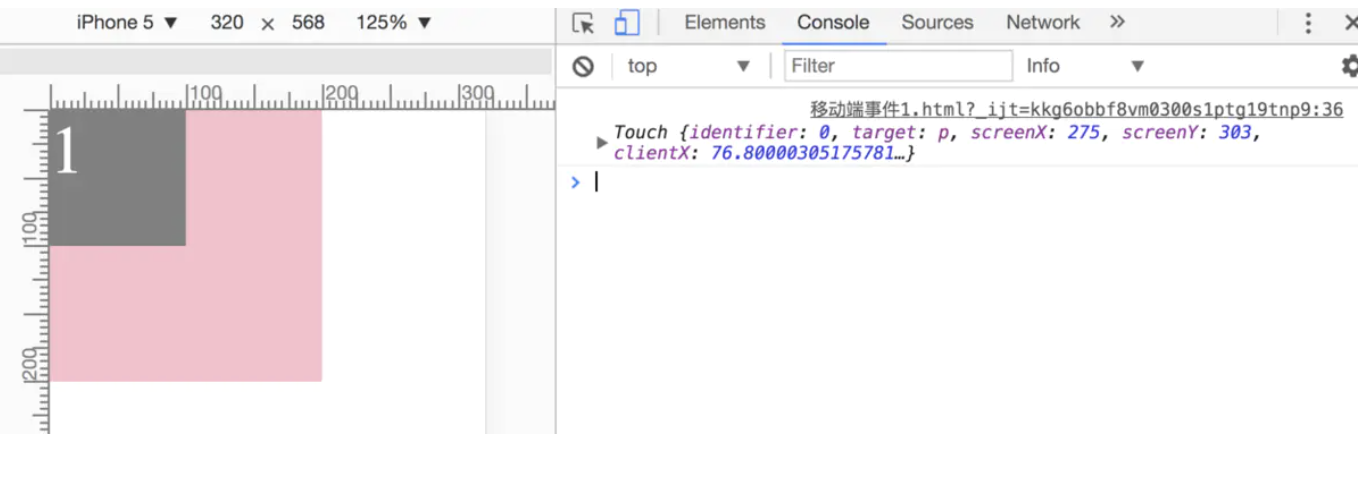 iPhone 5 ▼ 320 × 568 125% ▼
Elements Console Sources Network »
top ▼ Filter Info ▼
100 200 300
移动端事件1.html?_ijt=kkg6obbf8vm0300s1ptg19tnp9:36
Touch {identifier: 0, target: p, screenX: 275, screenY: 303,
clientX: 76.80000305175781…}
1
100
200